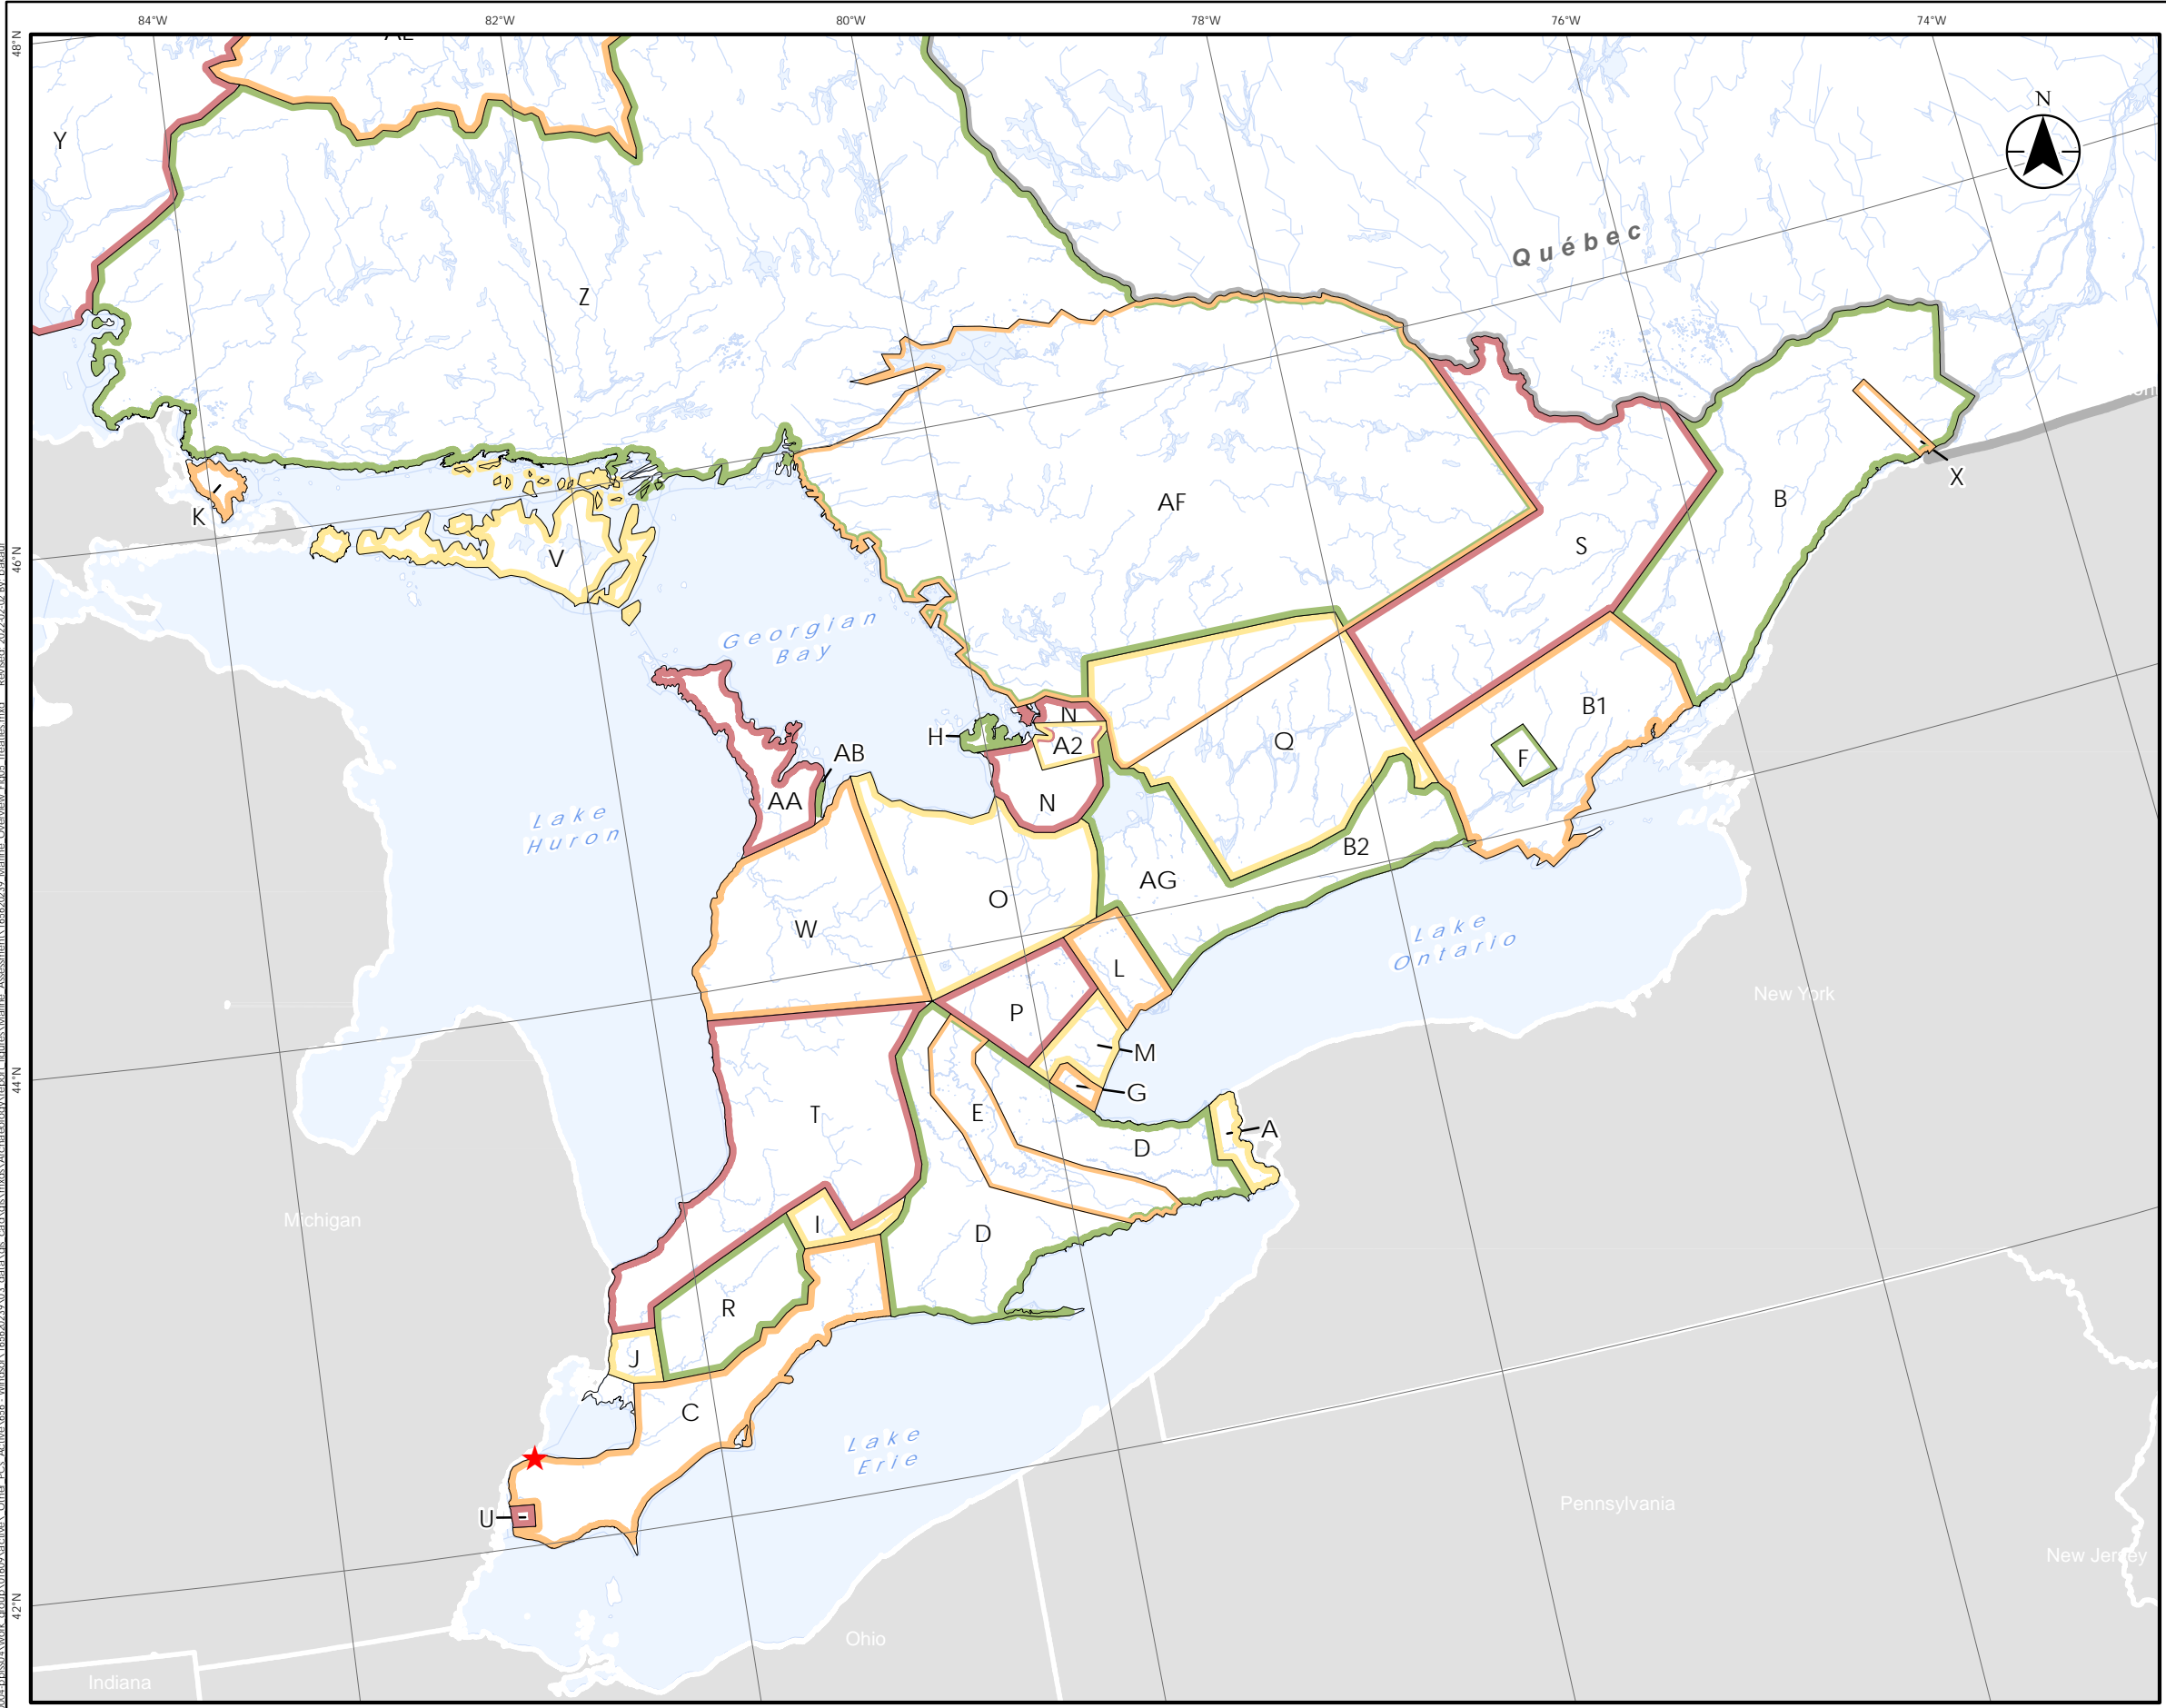 84°W
82°W
80°W
78°W
76°W
74°W
48°N
46°N
44°N
42°N
N
Y
Z
Québec
AF
S
B
X
K
V
Georgian
Bay
H
N
A2
N
AB
AA
Q
B1
F
Lake
Huron
B2
AG
O
W
L
Lake
Ontario
New York
P
M
G
T
E
D
A
Michigan
I
D
R
J
C
Lake
Erie
U
Pennsylvania
New Jersey
Ohio
Indiana